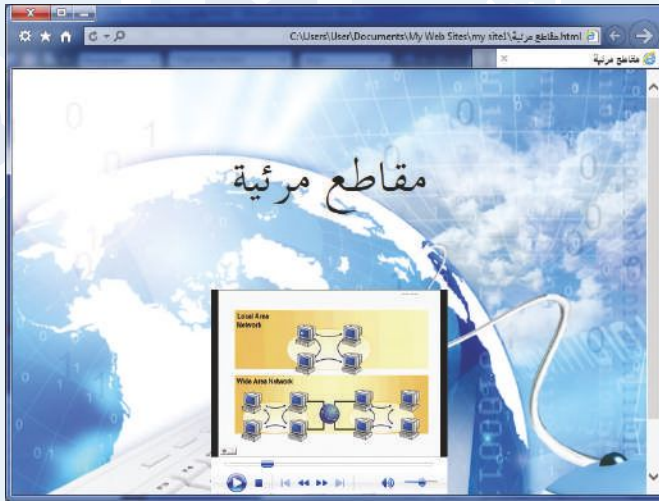 C:\Users\User\Documents\My Web Sites\my site1\مقاطع مرئية.html
مقاطع مرئية
مقاطع مرئية
Local Area
Network
Wide Area Network